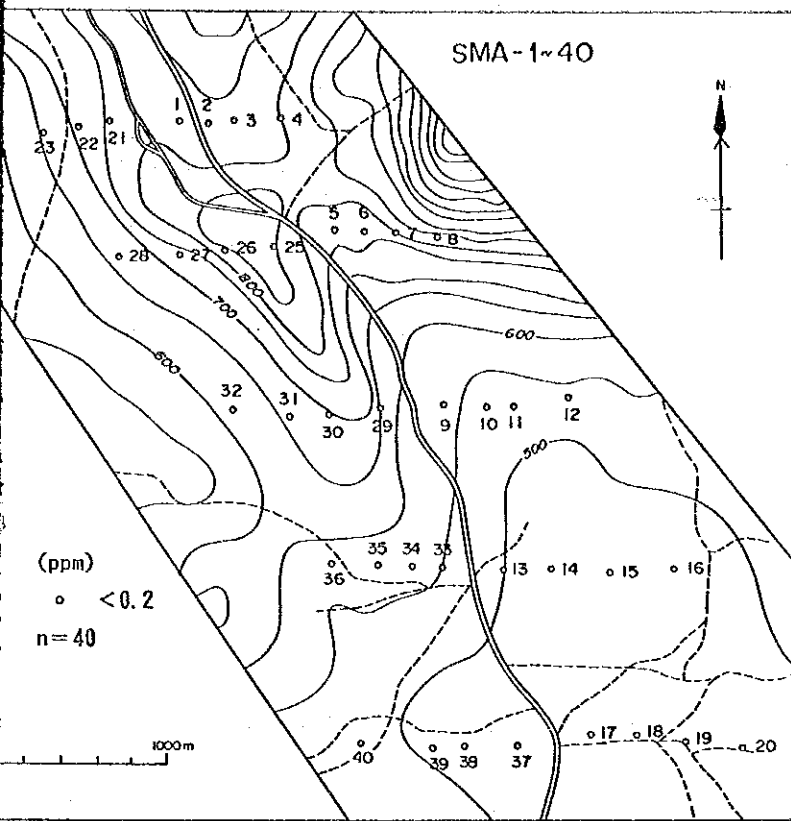 SMA-1~40
N
1 2 3 4
23 22 21
5 6 7 8
28 27 26 25
800
700
600
600
32 31 30 29 9 10 11 12
500
36 35 34 33 13 14 15 16
(ppm)
o <0.2
n=40
1000m
40 39 38 37 17 18 19 20